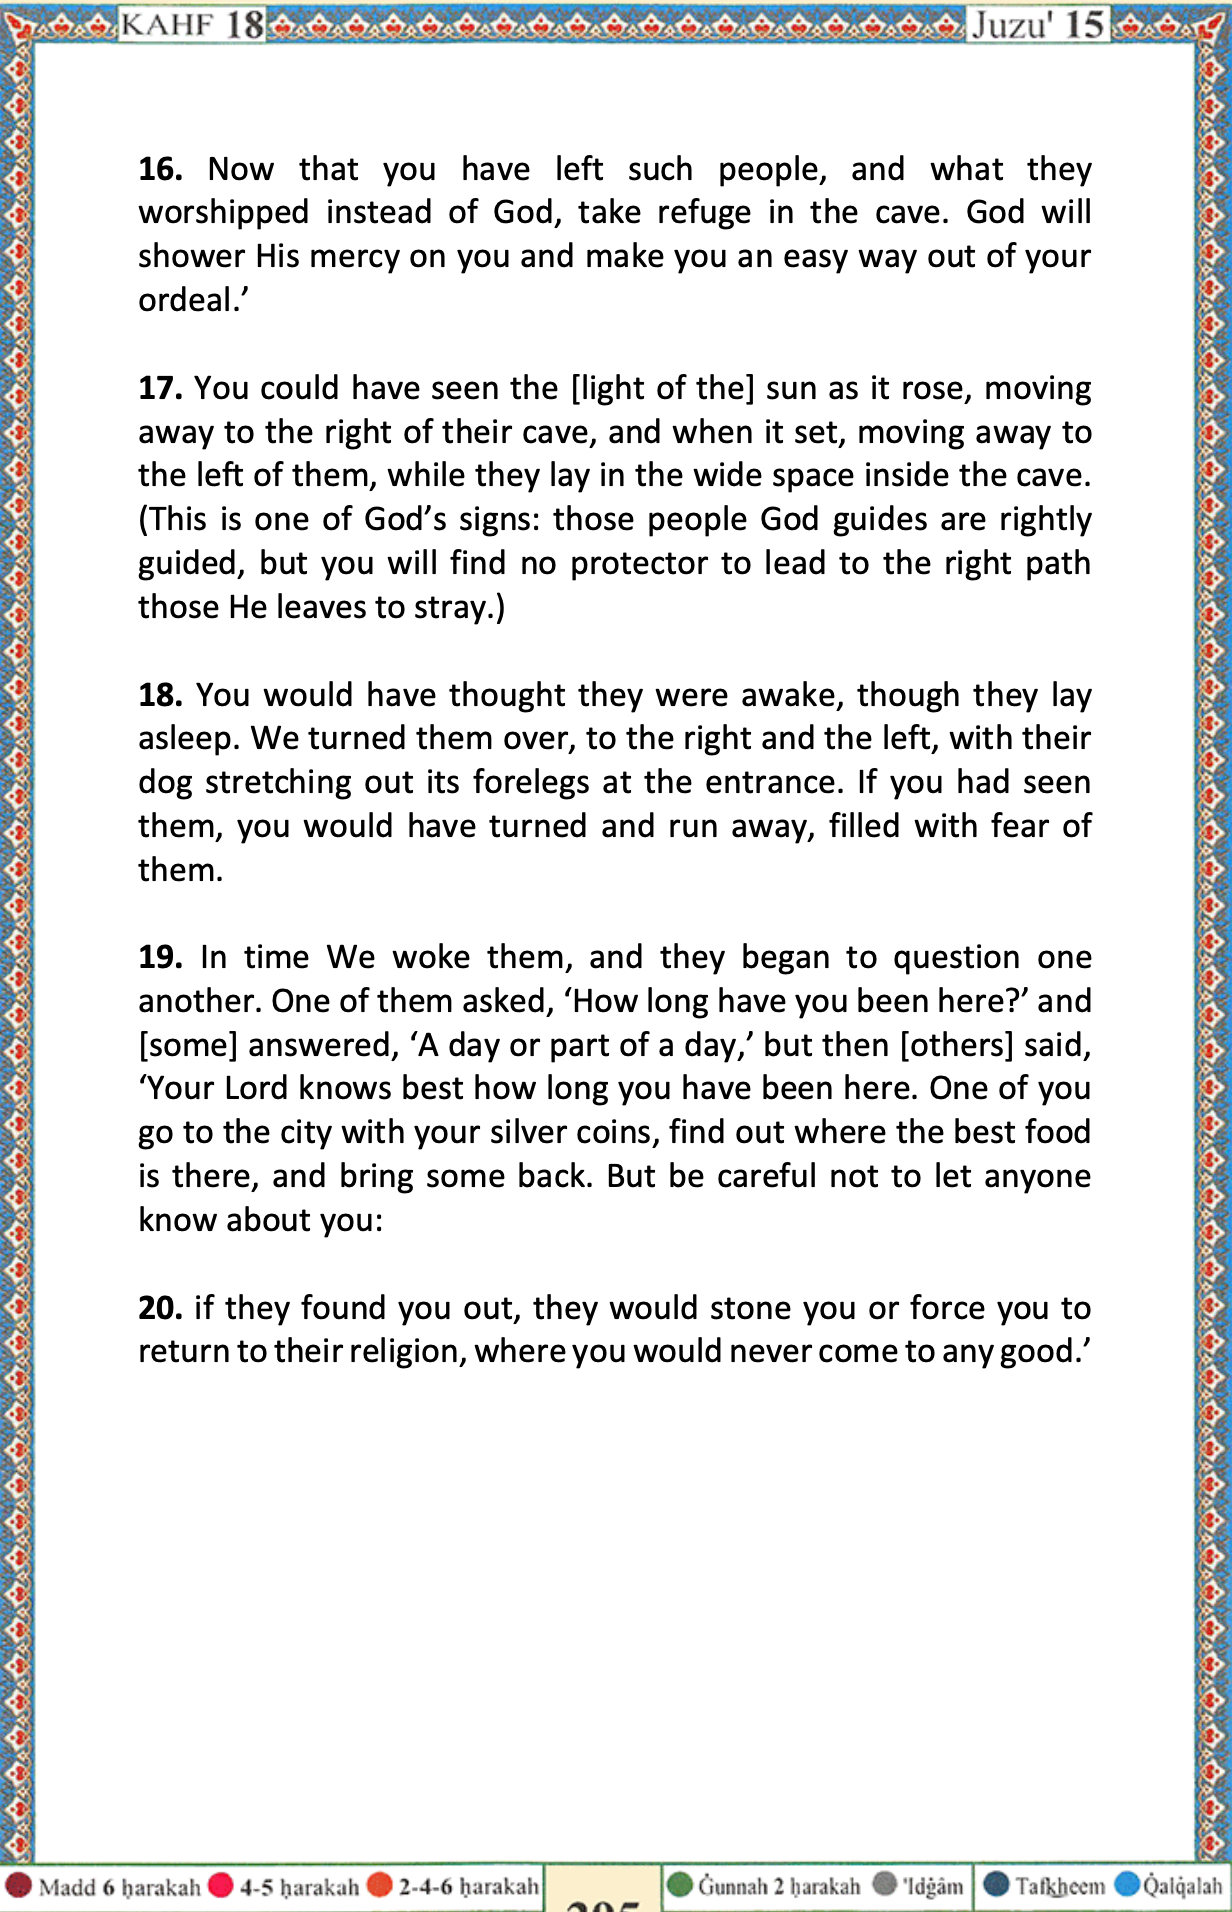 KAHF 18
Juzu' 15
16. Now that you have left such people, and what they
worshipped instead of God, take refuge in the cave. God will
shower His mercy on you and make you an easy way out of your
ordeal.’
17. You could have seen the [light of the] sun as it rose, moving
away to the right of their cave, and when it set, moving away to
the left of them, while they lay in the wide space inside the cave.
(This is one of God’s signs: those people God guides are rightly
guided, but you will find no protector to lead to the right path
those He leaves to stray.)
18. You would have thought they were awake, though they lay
asleep. We turned them over, to the right and the left, with their
dog stretching out its forelegs at the entrance. If you had seen
them, you would have turned and run away, filled with fear of
them.
19. In time We woke them, and they began to question one
another. One of them asked, ‘How long have you been here?’ and
[some] answered, ‘A day or part of a day,’ but then [others] said,
‘Your Lord knows best how long you have been here. One of you
go to the city with your silver coins, find out where the best food
is there, and bring some back. But be careful not to let anyone
know about you:
20. if they found you out, they would stone you or force you to
return to their religion, where you would never come to any good.’
Madd 6 ḥarakah 4-5 ḥarakah 2-4-6 ḥarakah
Ġunnah 2 ḥarakah 'Idġâm
Tafkheem Q̇alq̇alah